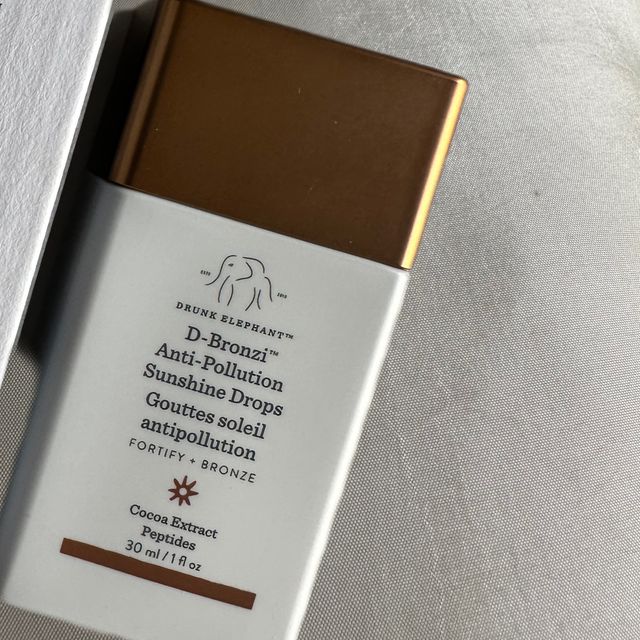 DRUNK ELEPHANT™
D-Bronzi™
Anti-Pollution
Sunshine Drops
Gouttes soleil
antipollution
FORTIFY + BRONZE
Cocoa Extract
Peptides
30 ml / 1 fl oz